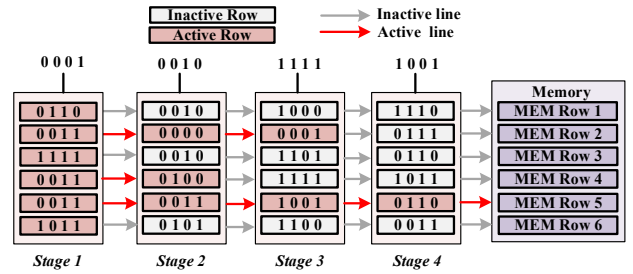 Inactive Row
Inactive line
Active Row
Active line
0 0 0 1
0 0 1 0
1 1 1 1
1 0 0 1
Memory
0 1 1 0 0 0 1 0 1 0 0 0 1 1 1 0 MEM Row 1
0 0 1 1 0 0 0 0 0 0 0 1 0 1 1 1 MEM Row 2
1 1 1 1 0 0 1 0 1 1 0 1 0 1 1 0 MEM Row 3
0 0 1 1 0 1 0 0 1 1 1 1 1 0 1 1 MEM Row 4
0 0 1 1 0 0 1 1 1 0 0 1 0 1 1 0 MEM Row 5
1 0 1 1 0 1 0 1 1 1 0 0 0 0 1 1 MEM Row 6
Stage 1
Stage 2
Stage 3
Stage 4